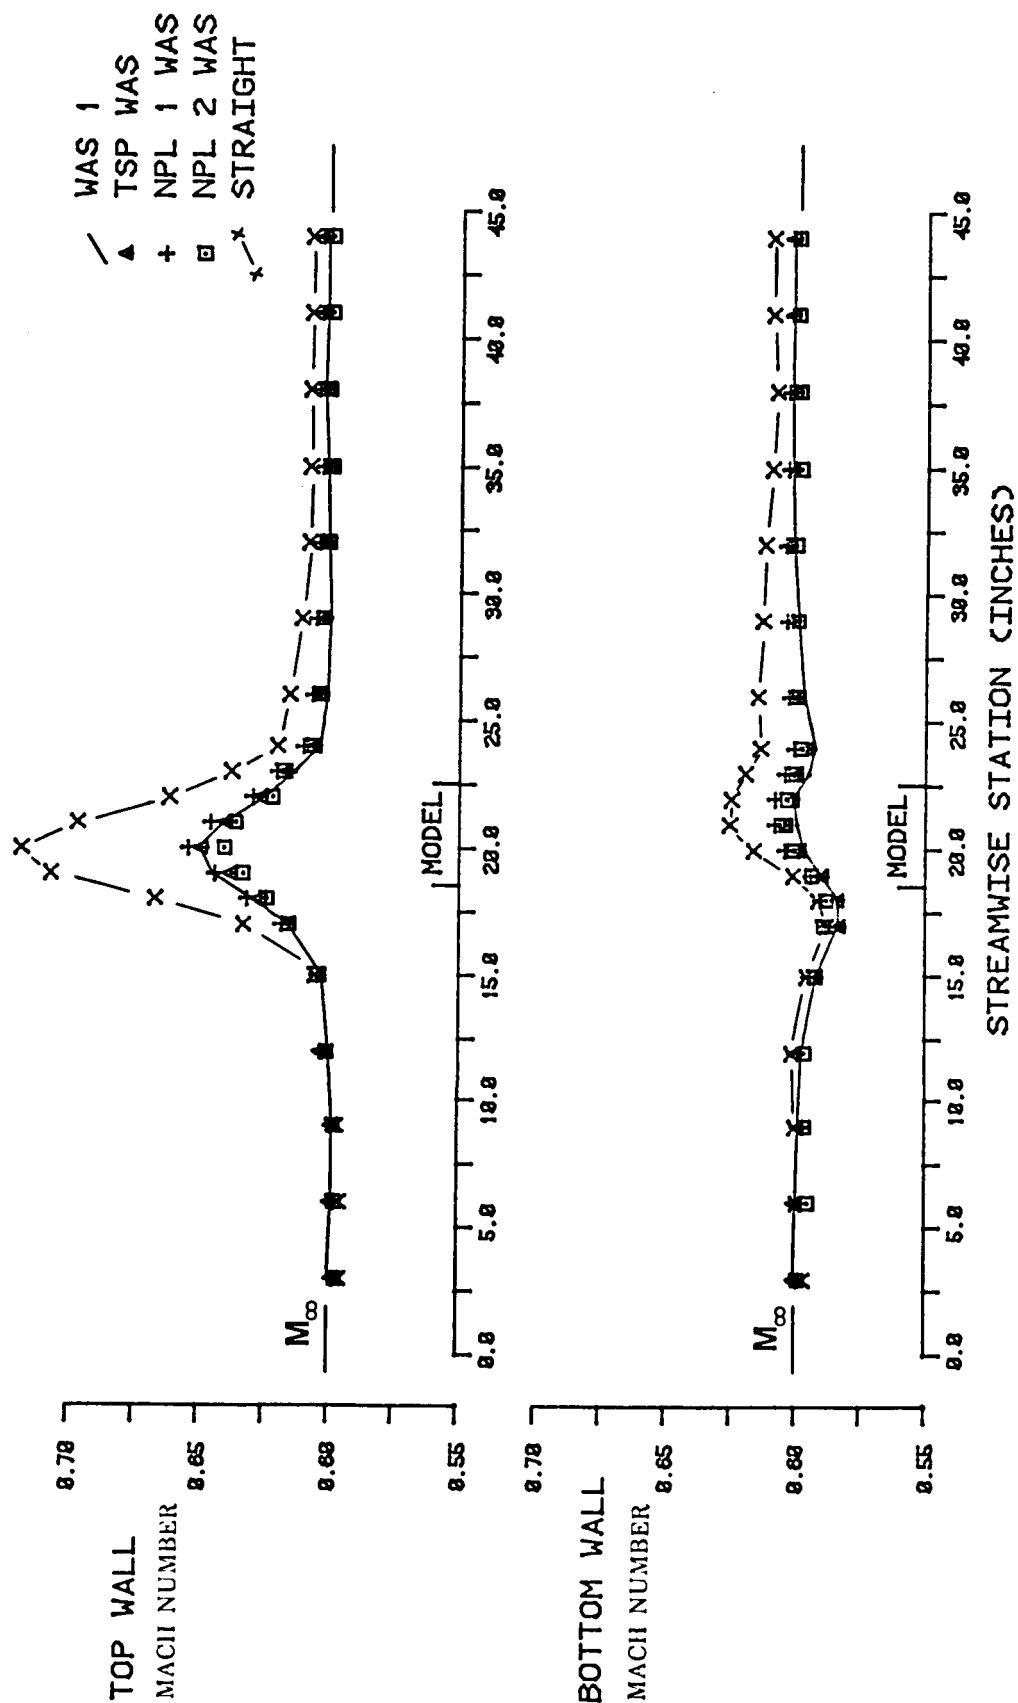 WAS 1
TSP WAS
NPL 1 WAS
NPL 2 WAS
STRAIGHT
TOP WALL
MACH NUMBER
0.70
0.65
0.60
0.55
M∞
MODEL
0.0 5.0 10.0 15.0 20.0 25.0 30.0 35.0 40.0 45.0
BOTTOM WALL
MACH NUMBER
0.70
0.65
0.60
0.55
M∞
MODEL
0.0 5.0 10.0 15.0 20.0 25.0 30.0 35.0 40.0 45.0
STREAMWISE STATION (INCHES)